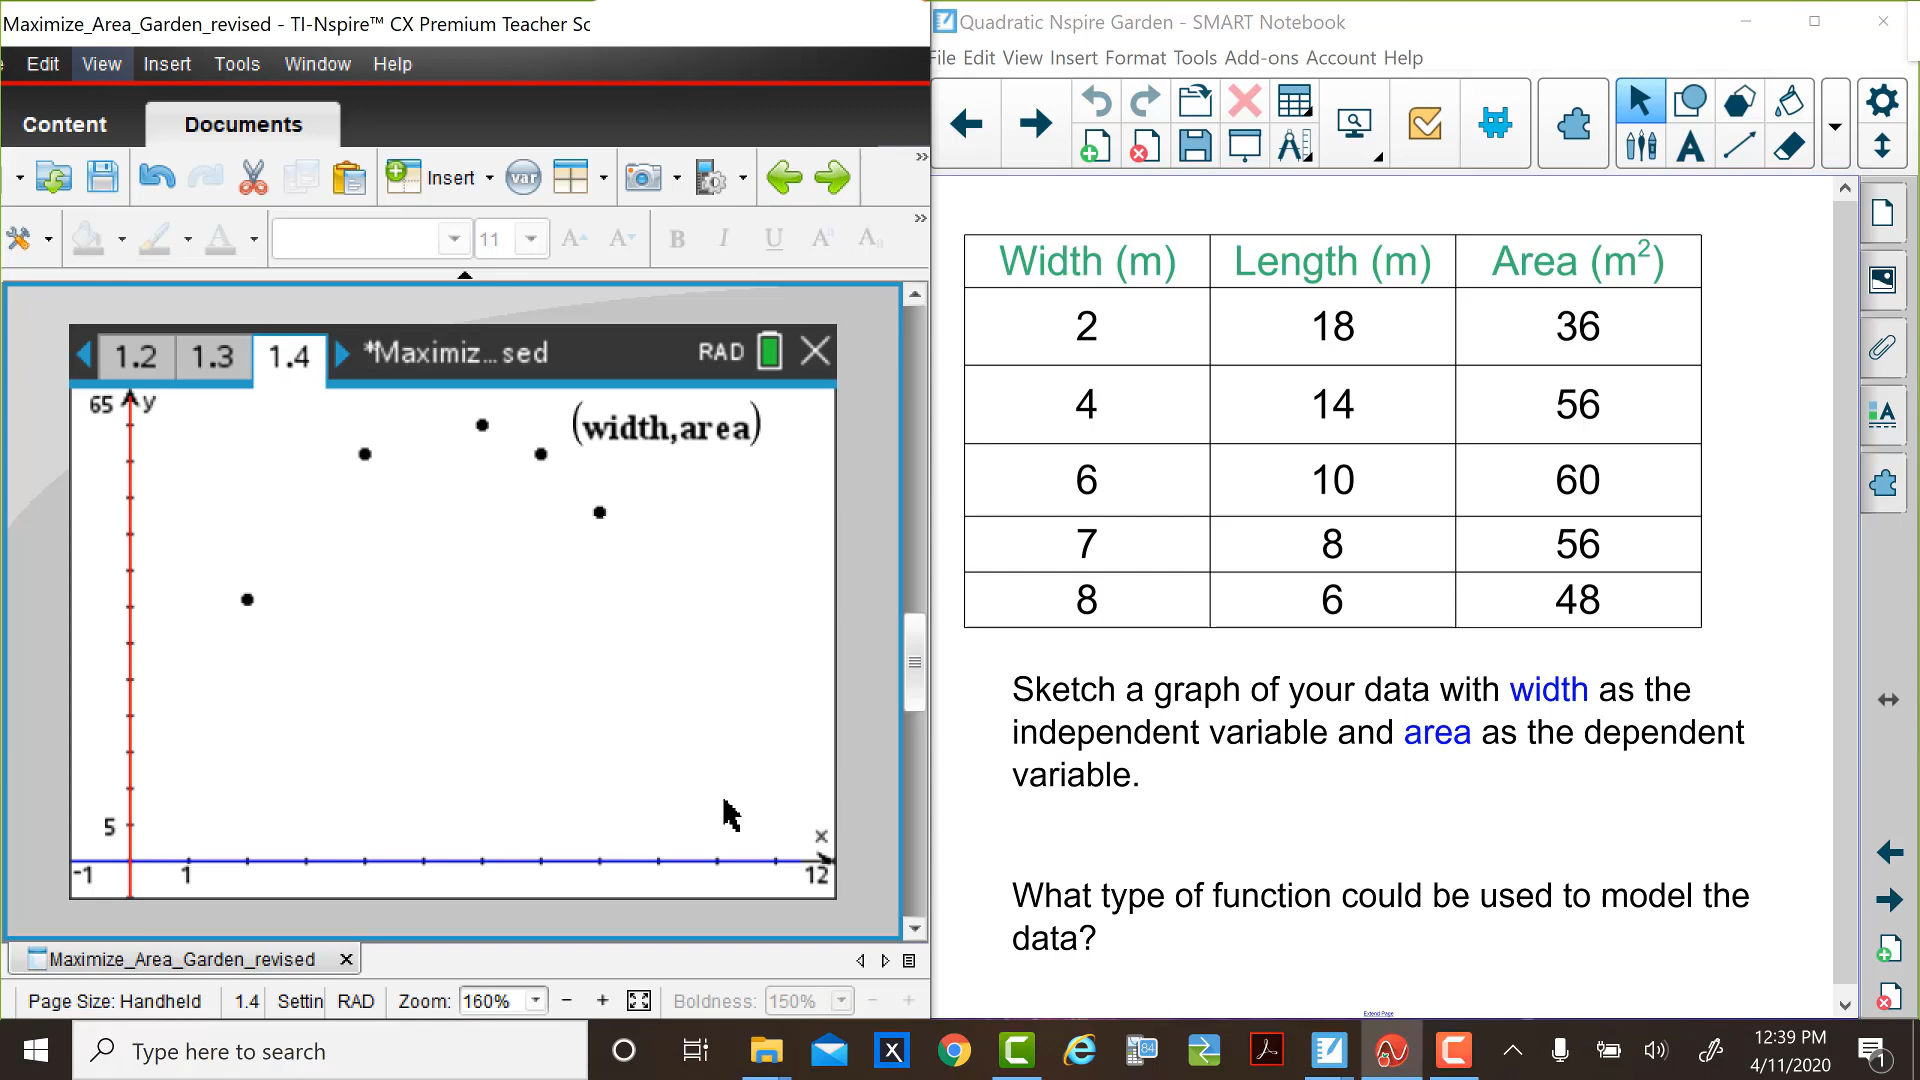 Maximize_Area_Garden_revised - TI-Nspire™ CX Premium Teacher Sc
Edit View Insert Tools Window Help
Content Documents
Insert var
11 B I U A A
1.2 1.3 1.4 *Maximiz...sed RAD
65 y
(width,area)
5
x
-1 1 12
Maximize_Area_Garden_revised
Page Size: Handheld 1.4 Settin RAD Zoom: 160% Boldness: 150%
Quadratic Nspire Garden - SMART Notebook
File Edit View Insert Format Tools Add-ons Account Help
Width (m) Length (m) Area (m²)
2 18 36
4 14 56
6 10 60
7 8 56
8 6 48
Sketch a graph of your data with width as the
independent variable and area as the dependent
variable.
What type of function could be used to model the
data?
Extend Page
Type here to search
84
12:39 PM
4/11/2020
1